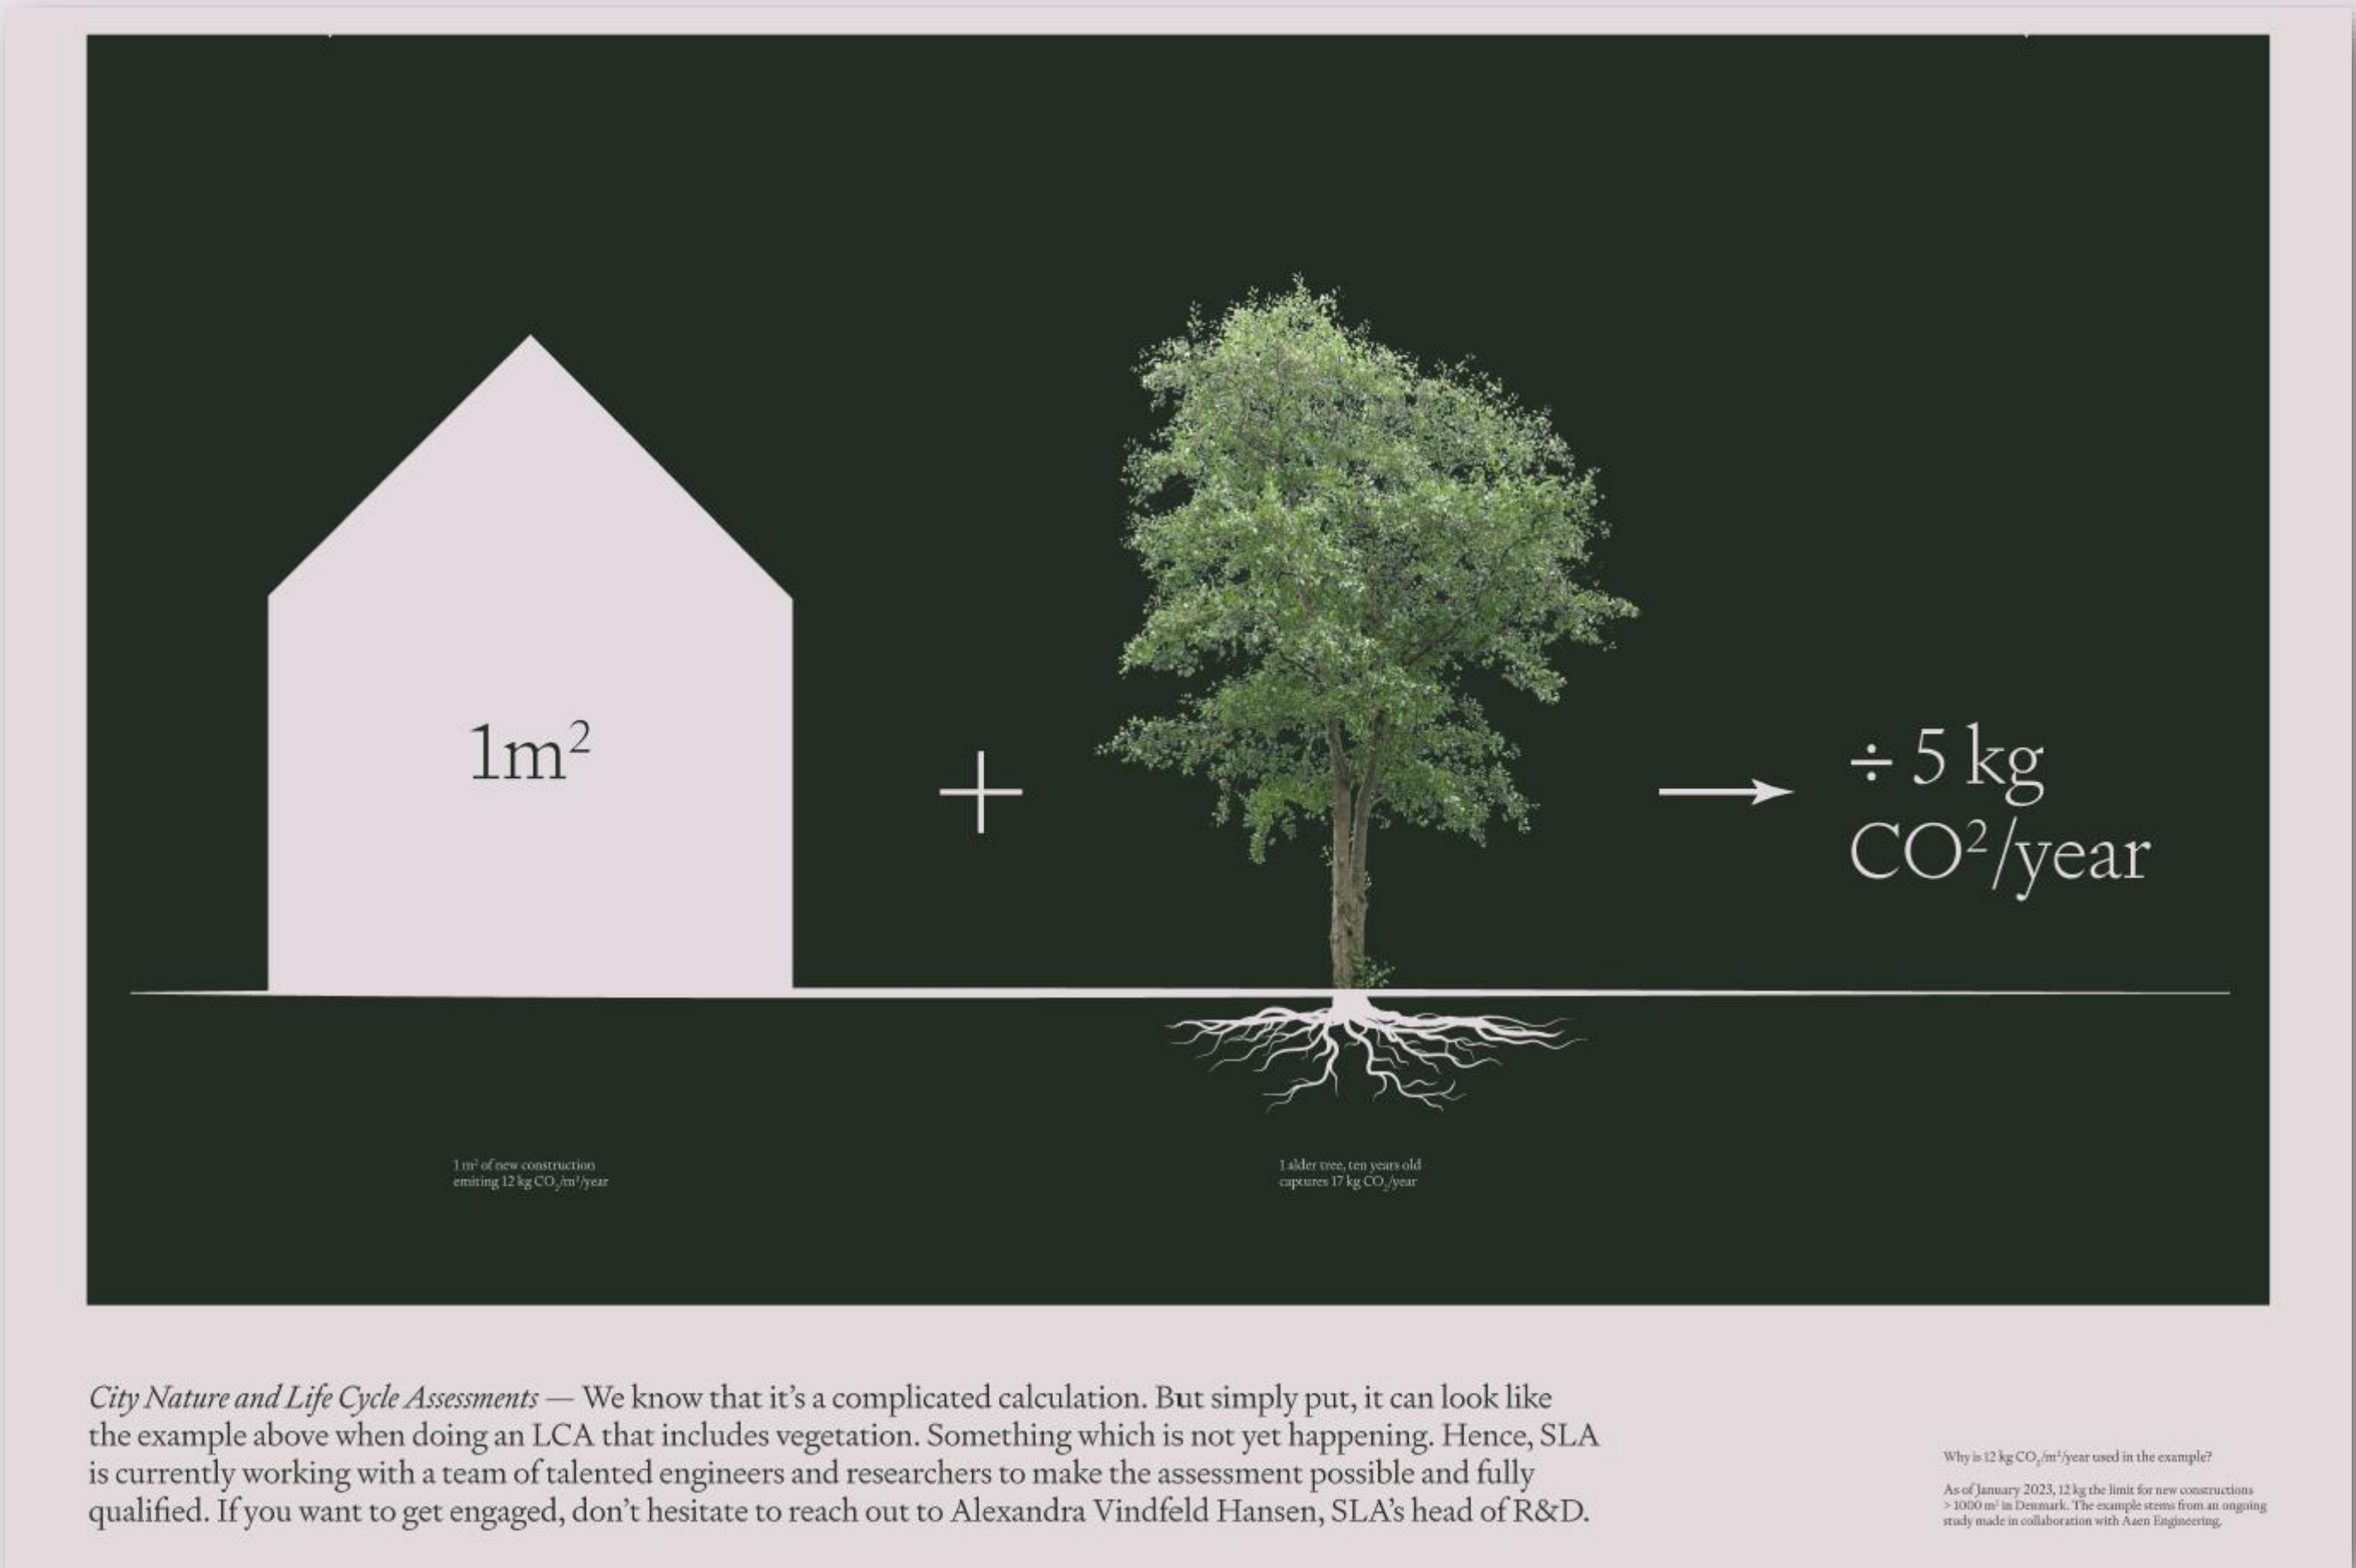 1m²
+
÷ 5 kg
CO²/year
1 m² of new construction
emitting 12 kg CO₂/m²/year
1 alder tree, ten years old
captures 17 kg CO₂/year
City Nature and Life Cycle Assessments — We know that it’s a complicated calculation. But simply put, it can look like
the example above when doing an LCA that includes vegetation. Something which is not yet happening. Hence, SLA
is currently working with a team of talented engineers and researchers to make the assessment possible and fully
qualified. If you want to get engaged, don’t hesitate to reach out to Alexandra Vindfeld Hansen, SLA’s head of R&D.
Why is 12 kg CO₂/m²/year used in the example?
As of January 2023, 12 kg the limit for new constructions
> 1000 m² in Denmark. The example stems from an ongoing
study made in collaboration with Aaen Engineering.